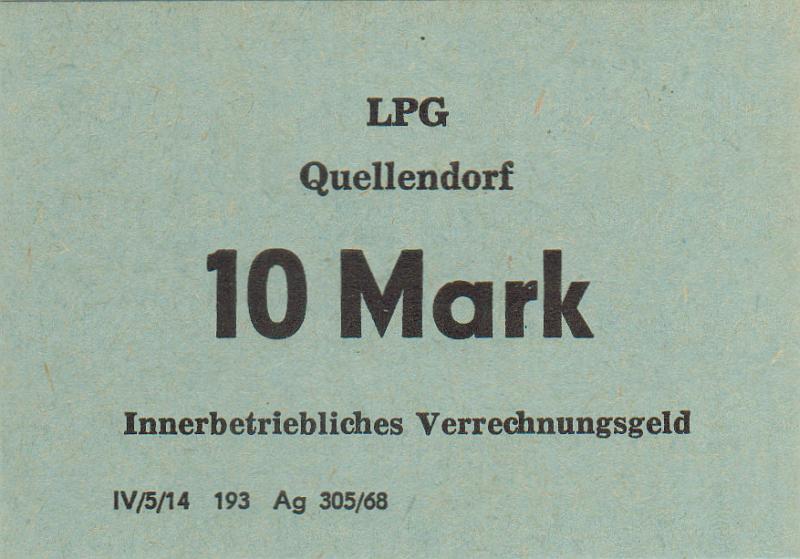 LPG
Quellendorf
10 Mark
Innerbetriebliches Verrechnungsgeld
IV/5/14 193 Ag 305/68